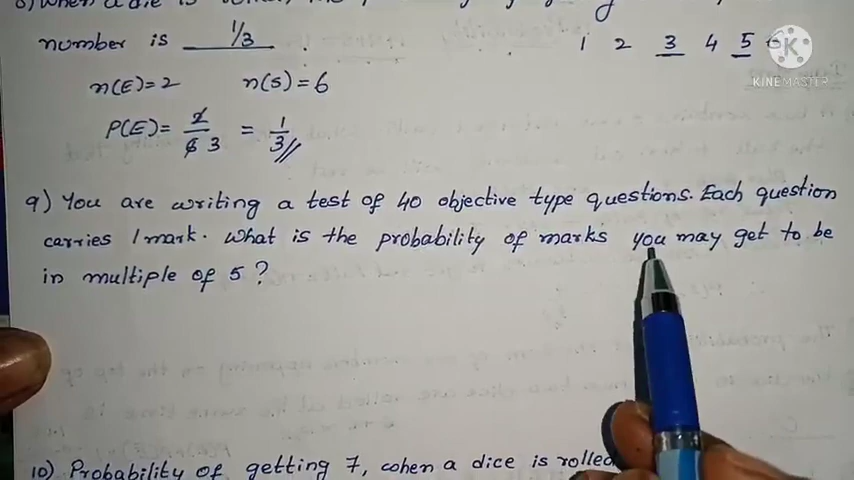 number is 1/3 .
1 2 3 4 5 6
KINEMASTER
n(E)=2 n(S)=6
P(E)= 2/6 3 = 1/3//
9) You are writing a test of 40 objective type questions. Each question
carries 1 mark. What is the probability of marks you may get to be
in multiple of 5 ?
10) Probability of getting 7, when a dice is rolled